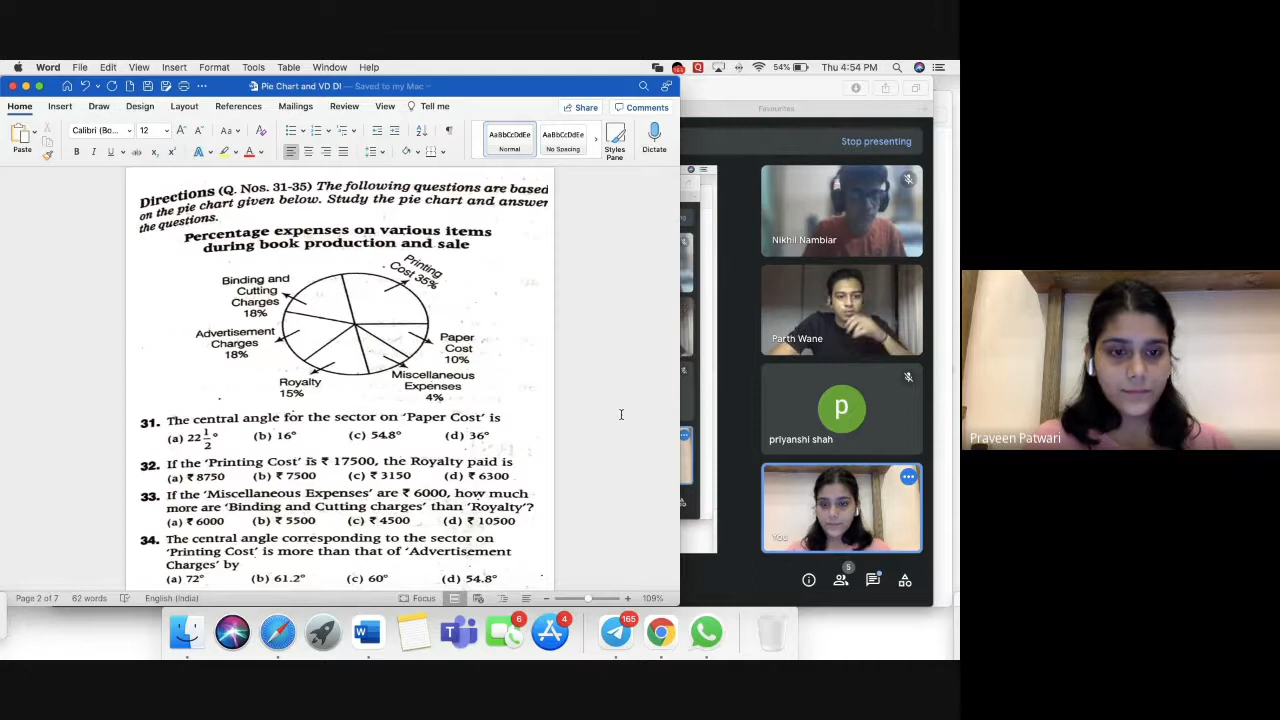 Word File Edit View Insert Format Tools Table Window Help
54% Thu 4:54 PM
Pie Chart and VD DI — Saved to my Mac
Home Insert Draw Design Layout References Mailings Review View Tell me
Share Comments
Paste
Calibri (Bo... 12
AaBbCcDdEe
Normal
AaBbCcDdEe
No Spacing
Styles
Pane
Dictate
Directions (Q. Nos. 31-35) The following questions are based
on the pie chart given below. Study the pie chart and answer
the questions.
Percentage expenses on various items
during book production and sale
Printing
Cost 35%
Binding and
Cutting
Charges
18%
Advertisement
Charges
18%
Paper
Cost
10%
Royalty
15%
Miscellaneous
Expenses
4%
31. The central angle for the sector on 'Paper Cost' is
(a) 22 1/2° (b) 16° (c) 54.8° (d) 36°
32. If the 'Printing Cost' is ₹ 17500, the Royalty paid is
(a) ₹ 8750 (b) ₹ 7500 (c) ₹ 3150 (d) ₹ 6300
33. If the 'Miscellaneous Expenses' are ₹ 6000, how much
more are 'Binding and Cutting charges' than 'Royalty'?
(a) ₹ 6000 (b) ₹ 5500 (c) ₹ 4500 (d) ₹ 10500
34. The central angle corresponding to the sector on
'Printing Cost' is more than that of 'Advertisement
Charges' by
(a) 72° (b) 61.2° (c) 60° (d) 54.8°
Page 2 of 7 62 words English (India) Focus 109%
Favourites
Stop presenting
Nikhil Nambiar
Parth Wane
p
priyanshi shah
You
5
6
4
165
Praveen Patwari